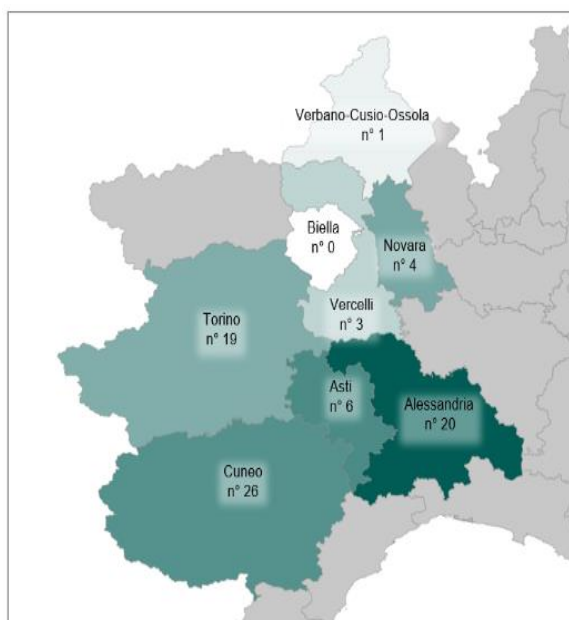 Verbano-Cusio-Ossola
n° 1
Biella
n° 0
Novara
n° 4
Vercelli
n° 3
Torino
n° 19
Asti
n° 6
Alessandria
n° 20
Cuneo
n° 26